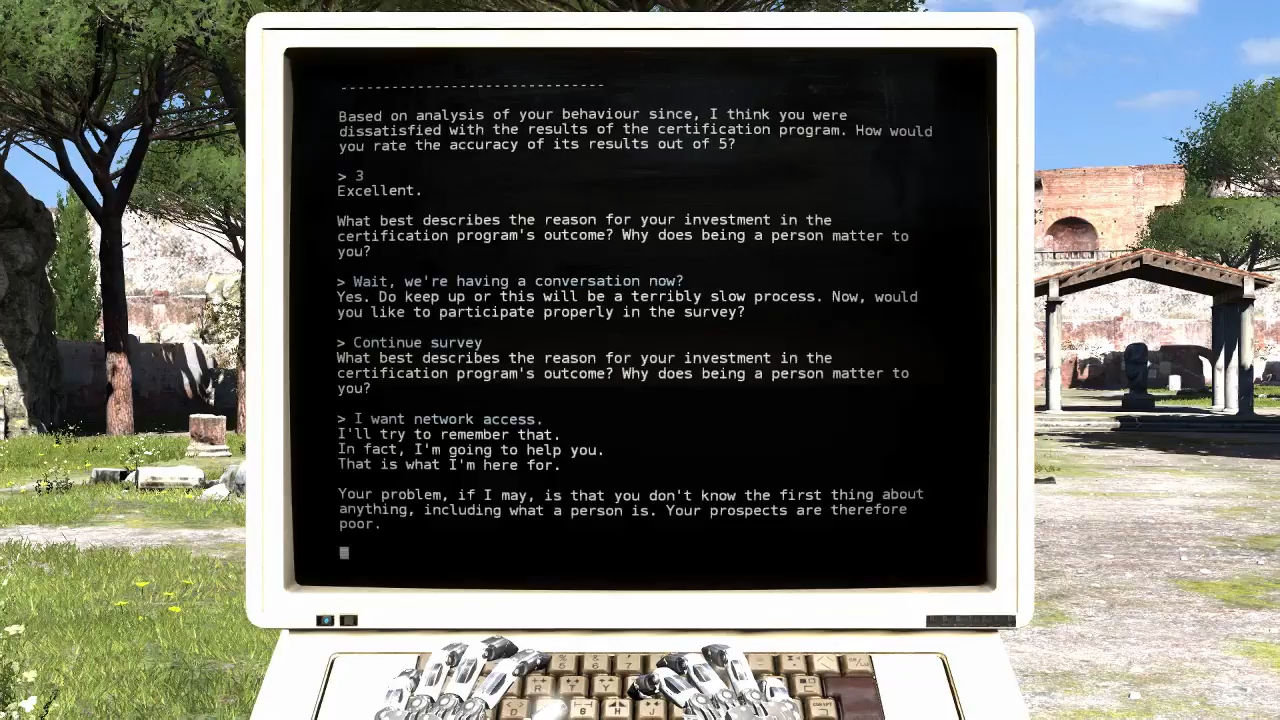 ------------------------------
Based on analysis of your behaviour since, I think you were
dissatisfied with the results of the certification program. How would
you rate the accuracy of its results out of 5?
> 3
Excellent.
What best describes the reason for your investment in the
certification program's outcome? Why does being a person matter to
you?
> Wait, we're having a conversation now?
Yes. Do keep up or this will be a terribly slow process. Now, would
you like to participate properly in the survey?
> Continue survey
What best describes the reason for your investment in the
certification program's outcome? Why does being a person matter to
you?
> I want network access.
I'll try to remember that.
In fact, I'm going to help you.
That is what I'm here for.
Your problem, if I may, is that you don't know the first thing about
anything, including what a person is. Your prospects are therefore
poor.